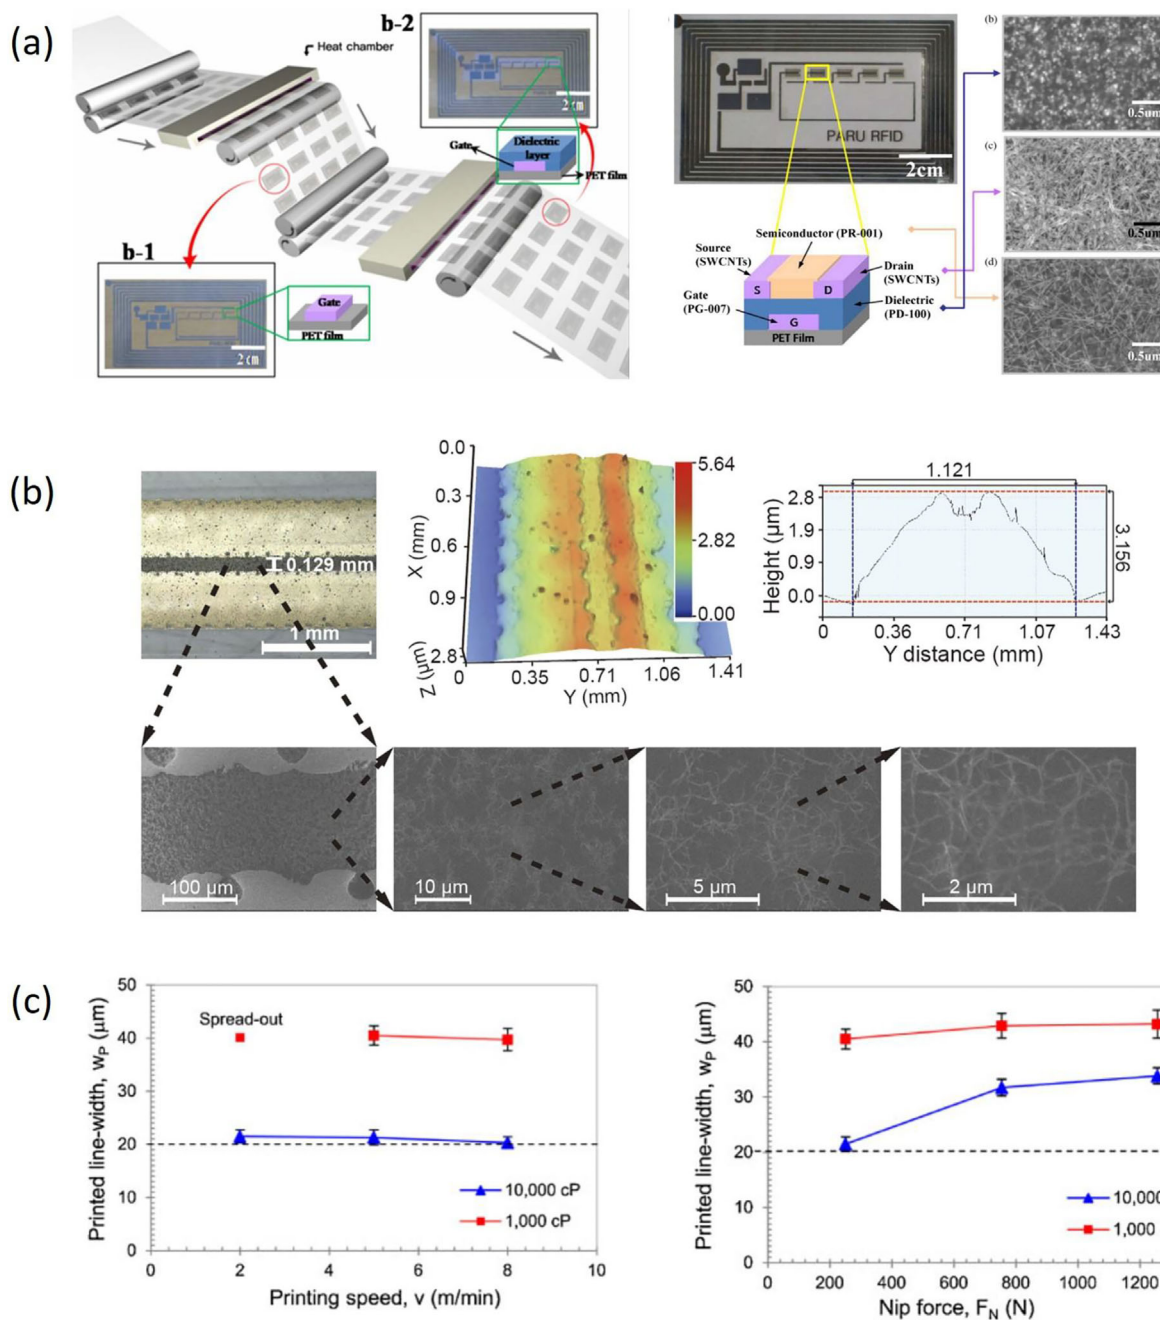 (a)
Heat chamber
b-2
2 cm
Gate
Dielectric
layer
PET film
b-1
2 cm
Gate
PET film
PARU RFID
2cm
Semiconductor (PR-001)
Source
(SWCNTs)
Drain
(SWCNTs)
S
D
Gate
(PG-007)
G
Dielectric
(PD-100)
PET Film
(b)
0.5um
(c)
0.5um
(d)
0.5um
(b)
0.129 mm
1 mm
0.0
0.3
0.6
0.9
2.8
X (mm)
Z (µm)
0
0.35
0.71
1.06
1.41
Y (mm)
5.64
2.82
0.00
1.121
3.156
Height (µm)
2.8
1.9
0.9
0.0
0
0.36
0.71
1.07
1.43
Y distance (mm)
100 µm
10 µm
5 µm
2 µm
(c)
Printed line-width, wP (µm)
50
40
30
20
10
0
Spread-out
10,000 cP
1,000 cP
0 2 4 6 8 10
Printing speed, v (m/min)
Printed line-width, wP (µm)
50
40
30
20
10
0
10,000
1,000
0 200 400 600 800 1000 1200
Nip force, FN (N)